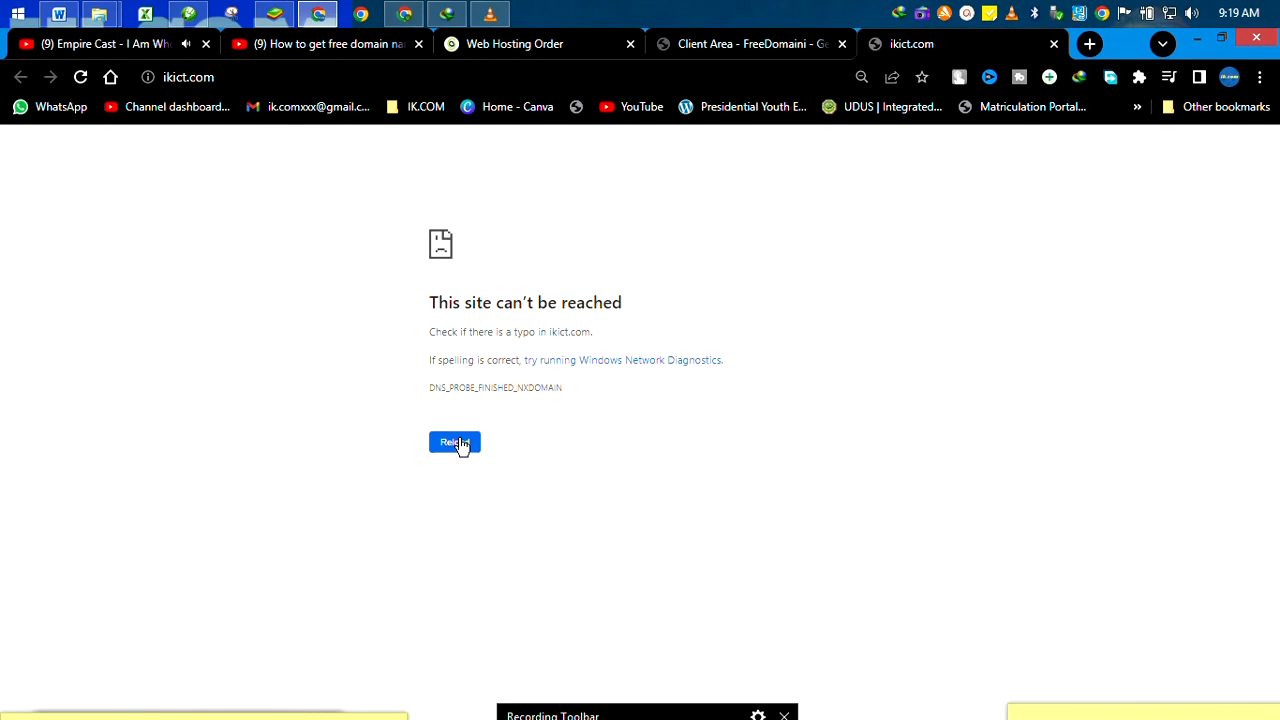 9:19 AM
(9) Empire Cast - I Am Who
(9) How to get free domain nar
Web Hosting Order
Client Area - FreeDomaini - Ge
ikict.com
ikict.com
WhatsApp
Channel dashboard...
ik.comxxx@gmail.c...
IK.COM
Home - Canva
YouTube
Presidential Youth E...
UDUS | Integrated...
Matriculation Portal...
»
Other bookmarks
This site can't be reached
Check if there is a typo in ikict.com.
If spelling is correct, try running Windows Network Diagnostics.
DNS_PROBE_FINISHED_NXDOMAIN
Reload
Recording Toolbar